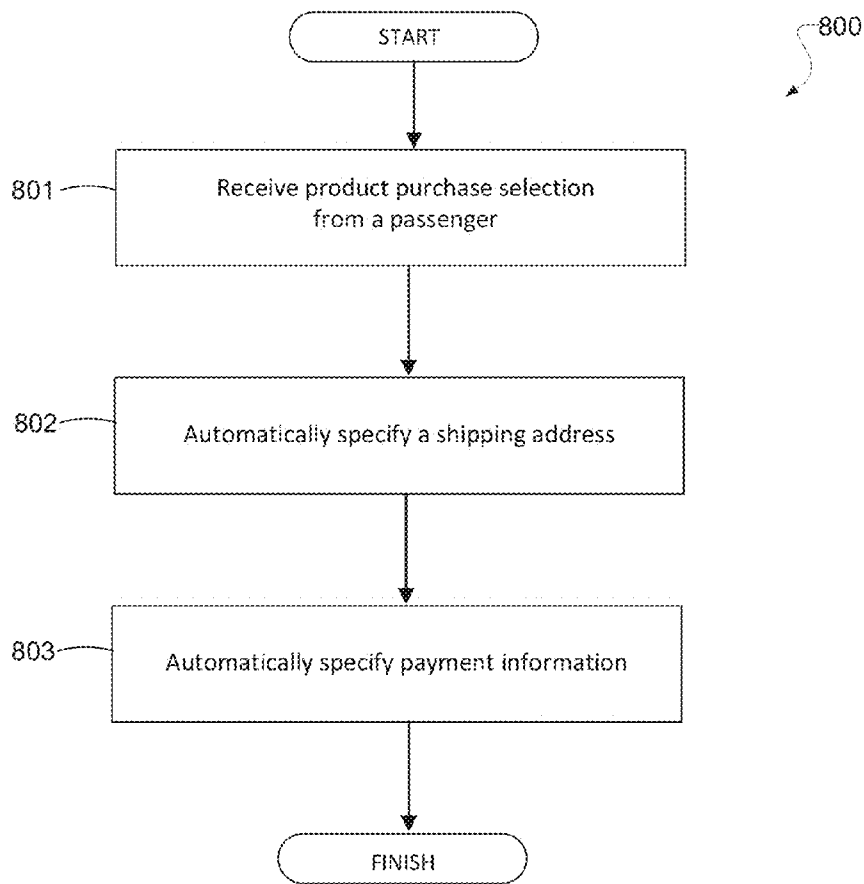 START
800
801
Receive product purchase selection
from a passenger
802
Automatically specify a shipping address
803
Automatically specify payment information
FINISH